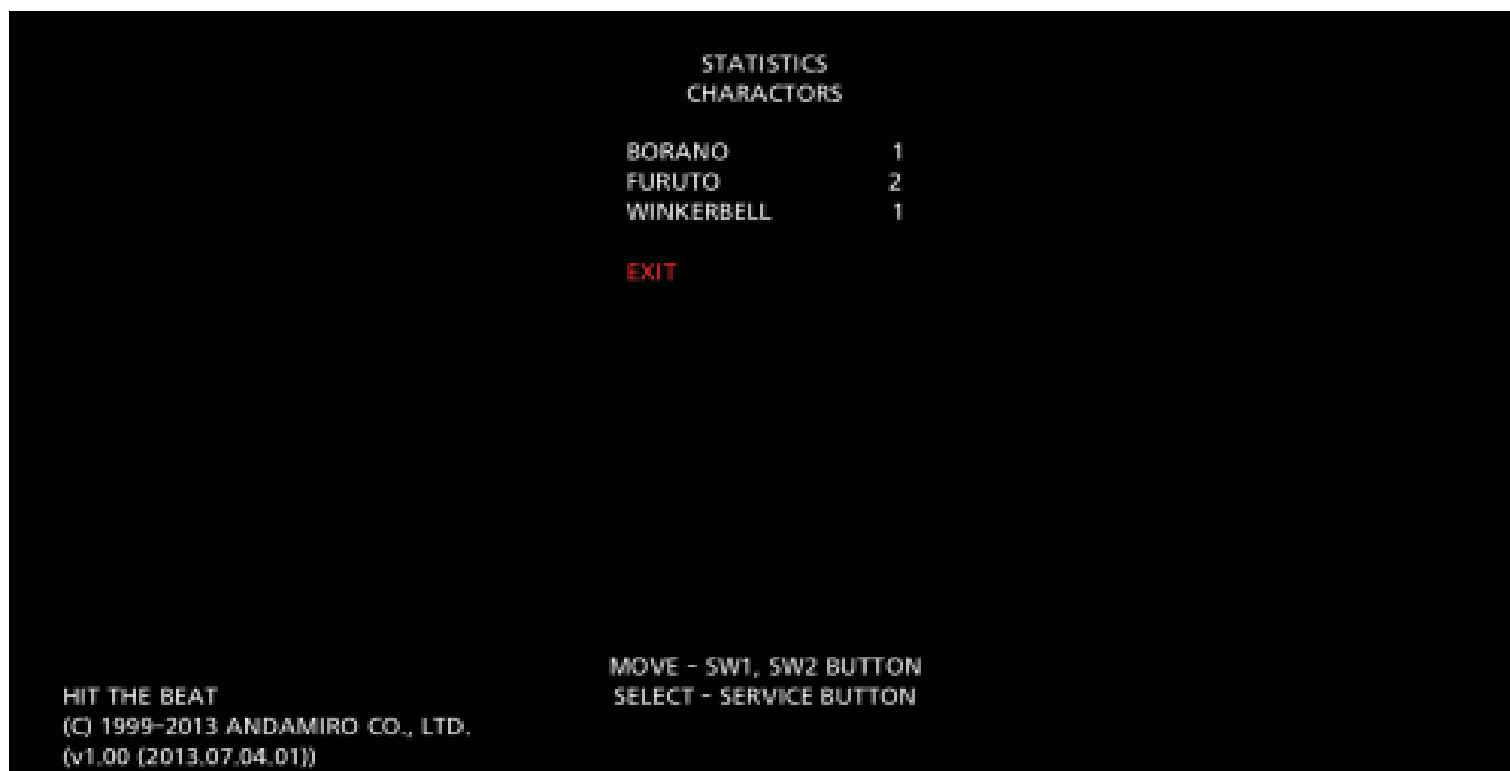 STATISTICS
CHARACTORS
BORANO 1
FURUTO 2
WINKERBELL 1
EXIT
MOVE - SW1, SW2 BUTTON
SELECT - SERVICE BUTTON
HIT THE BEAT
(C) 1999-2013 ANDAMIRO CO., LTD.
(v1.00 (2013.07.04.01))